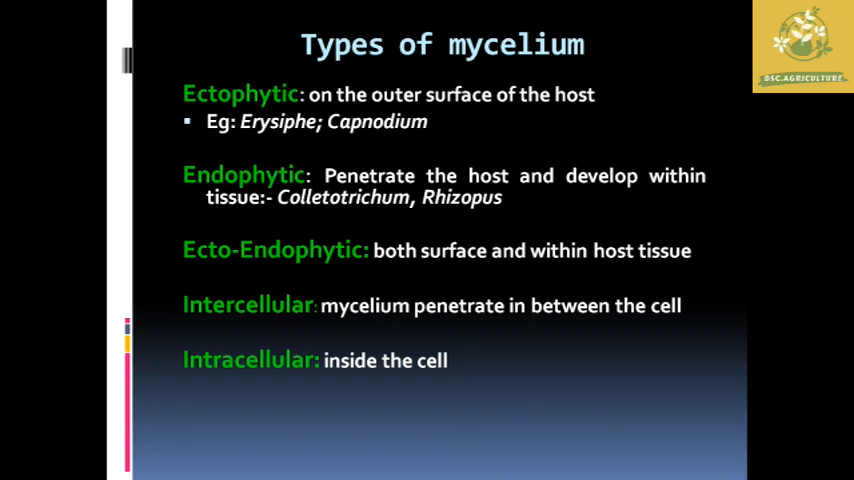 Types of mycelium
BSC.AGRICULTURE
Ectophytic: on the outer surface of the host
▪ Eg: Erysiphe; Capnodium
Endophytic: Penetrate the host and develop within
tissue:- Colletotrichum, Rhizopus
Ecto-Endophytic: both surface and within host tissue
Intercellular: mycelium penetrate in between the cell
Intracellular: inside the cell